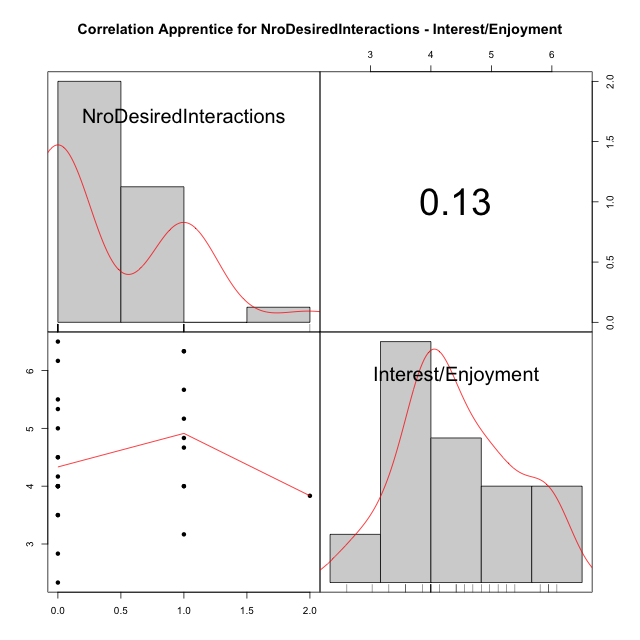 Correlation Apprentice for NroDesiredInteractions - Interest/Enjoyment
3 4 5 6
NroDesiredInteractions
0.13
0.0 0.5 1.0 1.5 2.0
Interest/Enjoyment
3 4 5 6
0.0 0.5 1.0 1.5 2.0